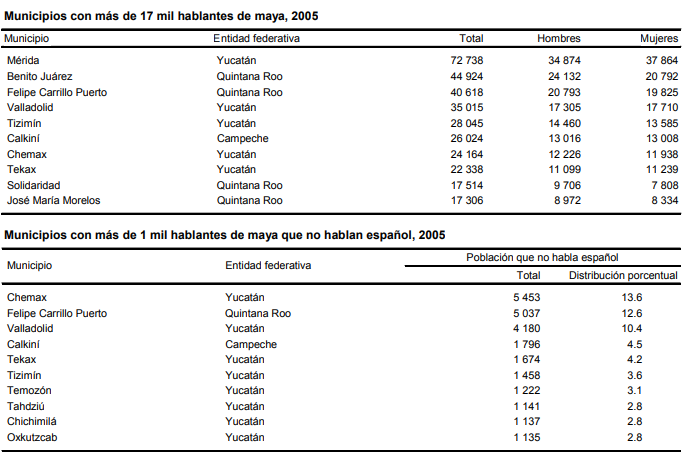 Municipios con más de 17 mil hablantes de maya, 2005
Municipio Entidad federativa Total Hombres Mujeres
Mérida Yucatán 72 738 34 874 37 864
Benito Juárez Quintana Roo 44 924 24 132 20 792
Felipe Carrillo Puerto Quintana Roo 40 618 20 793 19 825
Valladolid Yucatán 35 015 17 305 17 710
Tizimín Yucatán 28 045 14 460 13 585
Calkiní Campeche 26 024 13 016 13 008
Chemax Yucatán 24 164 12 226 11 938
Tekax Yucatán 22 338 11 099 11 239
Solidaridad Quintana Roo 17 514 9 706 7 808
José María Morelos Quintana Roo 17 306 8 972 8 334
Municipios con más de 1 mil hablantes de maya que no hablan español, 2005
Municipio Entidad federativa Población que no habla español
Total Distribución porcentual
Chemax Yucatán 5 453 13.6
Felipe Carrillo Puerto Quintana Roo 5 037 12.6
Valladolid Yucatán 4 180 10.4
Calkiní Campeche 1 796 4.5
Tekax Yucatán 1 674 4.2
Tizimín Yucatán 1 458 3.6
Temozón Yucatán 1 222 3.1
Tahdziú Yucatán 1 141 2.8
Chichimilá Yucatán 1 137 2.8
Oxkutzcab Yucatán 1 135 2.8